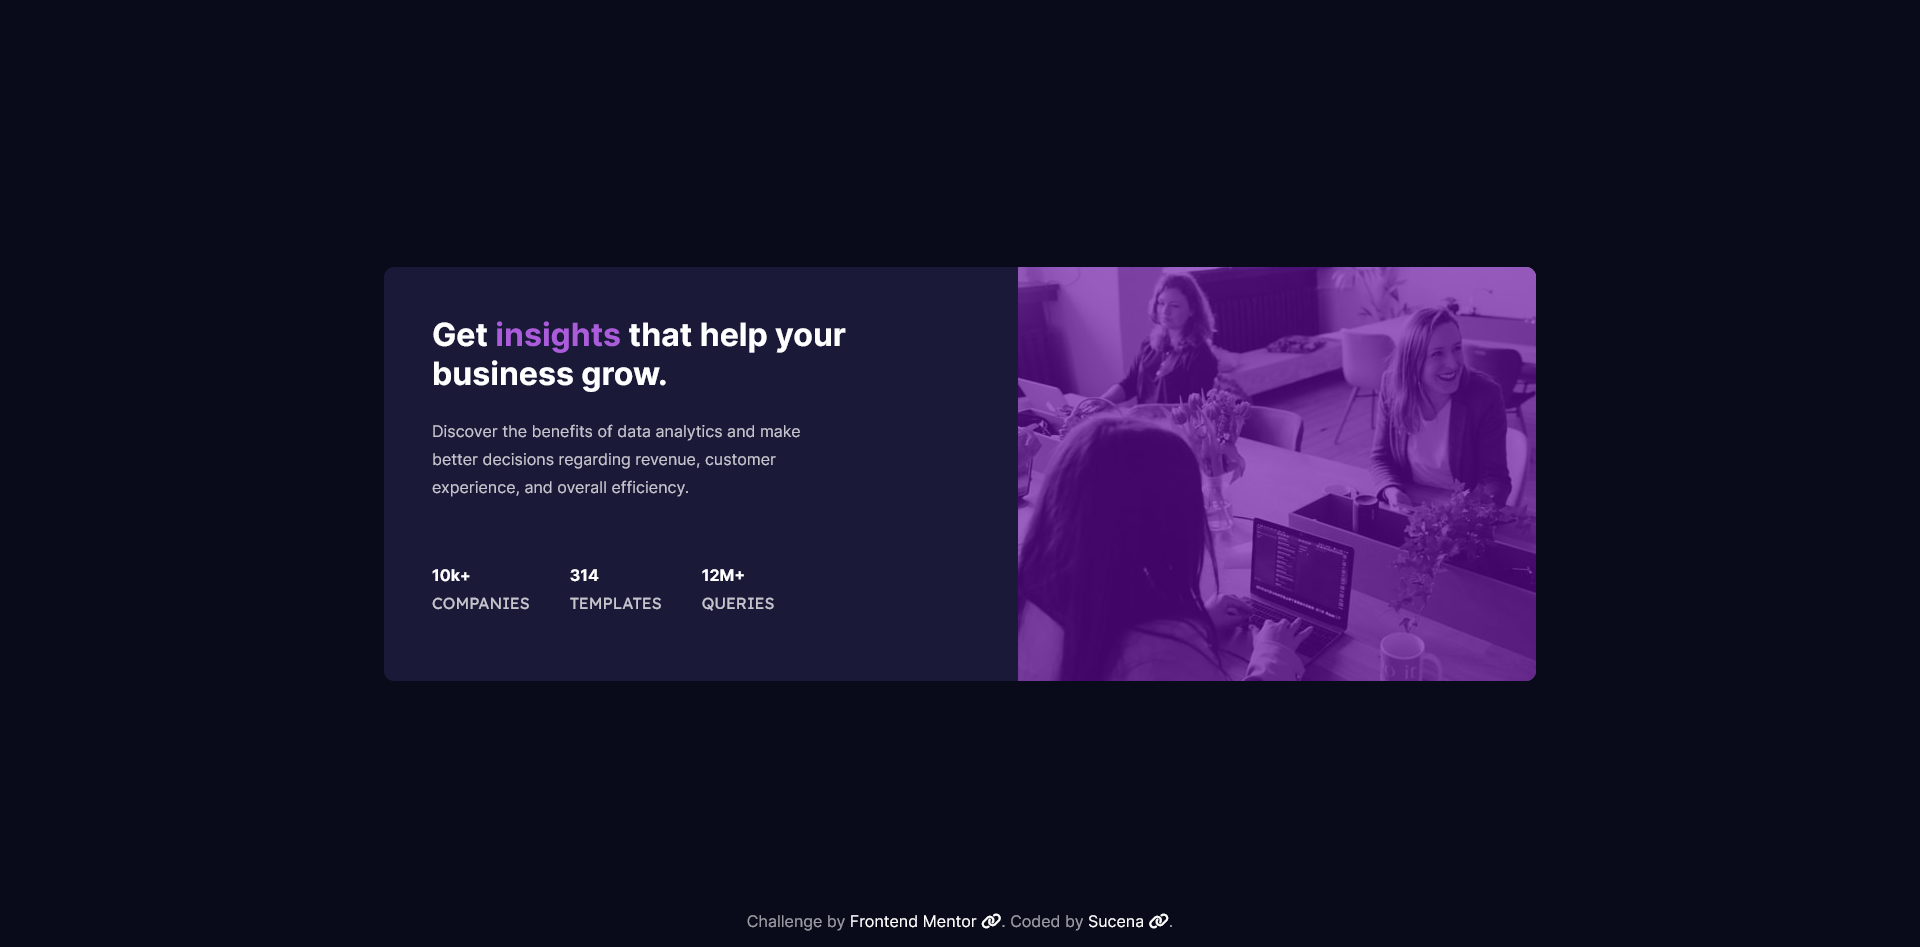 Get insights that help your
business grow.
Discover the benefits of data analytics and make
better decisions regarding revenue, customer
experience, and overall efficiency.
10k+ 314 12M+
COMPANIES TEMPLATES QUERIES
Challenge by Frontend Mentor. Coded by Sucena.